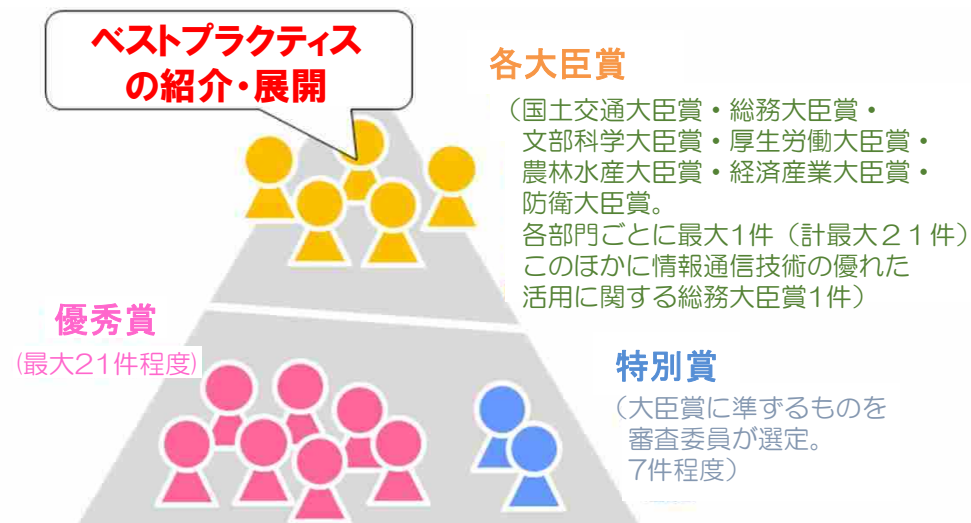 ベストプラクティス
の紹介・展開
各大臣賞
（国土交通大臣賞・総務大臣賞・
文部科学大臣賞・厚生労働大臣賞・
農林水産大臣賞・経済産業大臣賞・
防衛大臣賞。
各部門ごとに最大1件（計最大２１件）
このほかに情報通信技術の優れた
活用に関する総務大臣賞1件）
優秀賞
(最大21件程度)
特別賞
（大臣賞に準ずるものを
審査委員が選定。
7件程度）